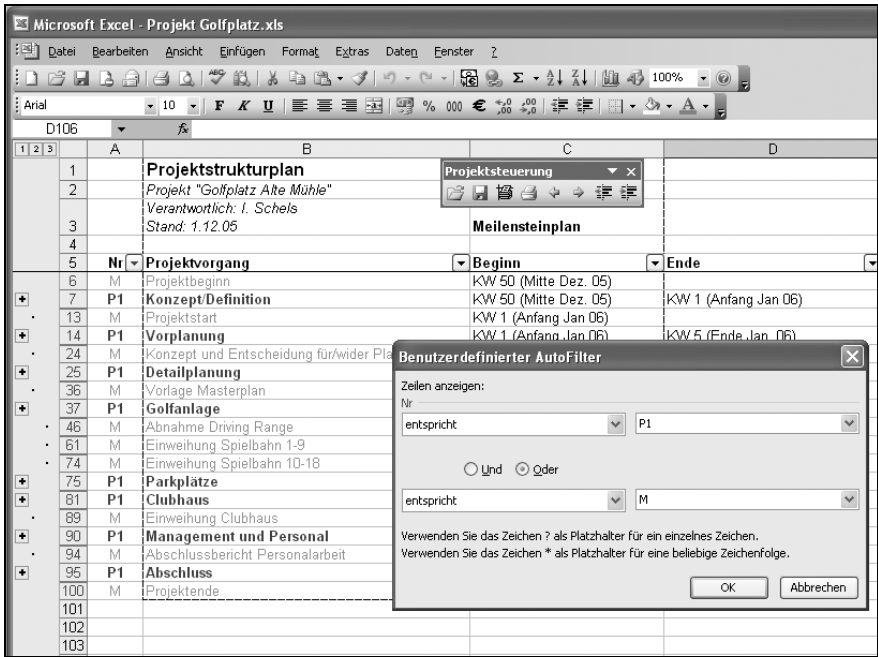 Microsoft Excel - Projekt Golfplatz.xls
Datei Bearbeiten Ansicht Einfügen Format Extras Daten Fenster ?
100%
Arial 10 F K U % 000 €
D106 fx
1 2 3 A B C D
1 Projektstrukturplan
Projektsteuerung
2 Projekt "Golfplatz Alte Mühle"
Verantwortlich: I. Schels
3 Stand: 1.12.05 Meilensteinplan
4
5 Nr Projektvorgang Beginn Ende
6 M Projektbeginn KW 50 (Mitte Dez. 05)
7 P1 Konzept/Definition KW 50 (Mitte Dez. 05) KW 1 (Anfang Jan 06)
13 M Projektstart KW 1 (Anfang Jan 06)
14 P1 Vorplanung KW 1 (Anfang Jan 06) KW 5 (Ende Jan. 06)
24 M Konzept und Entscheidung für/wider Pla
25 P1 Detailplanung
36 M Vorlage Masterplan
37 P1 Golfanlage
46 M Abnahme Driving Range
61 M Einweihung Spielbahn 1-9
74 M Einweihung Spielbahn 10-18
75 P1 Parkplätze
81 P1 Clubhaus
89 M Einweihung Clubhaus
90 P1 Management und Personal
94 M Abschlussbericht Personalarbeit
95 P1 Abschluss
100 M Projektende
101
102
103
Benutzerdefinierter AutoFilter
Zeilen anzeigen:
Nr
entspricht P1
Und Oder
entspricht M
Verwenden Sie das Zeichen ? als Platzhalter für ein einzelnes Zeichen.
Verwenden Sie das Zeichen * als Platzhalter für eine beliebige Zeichenfolge.
OK Abbrechen